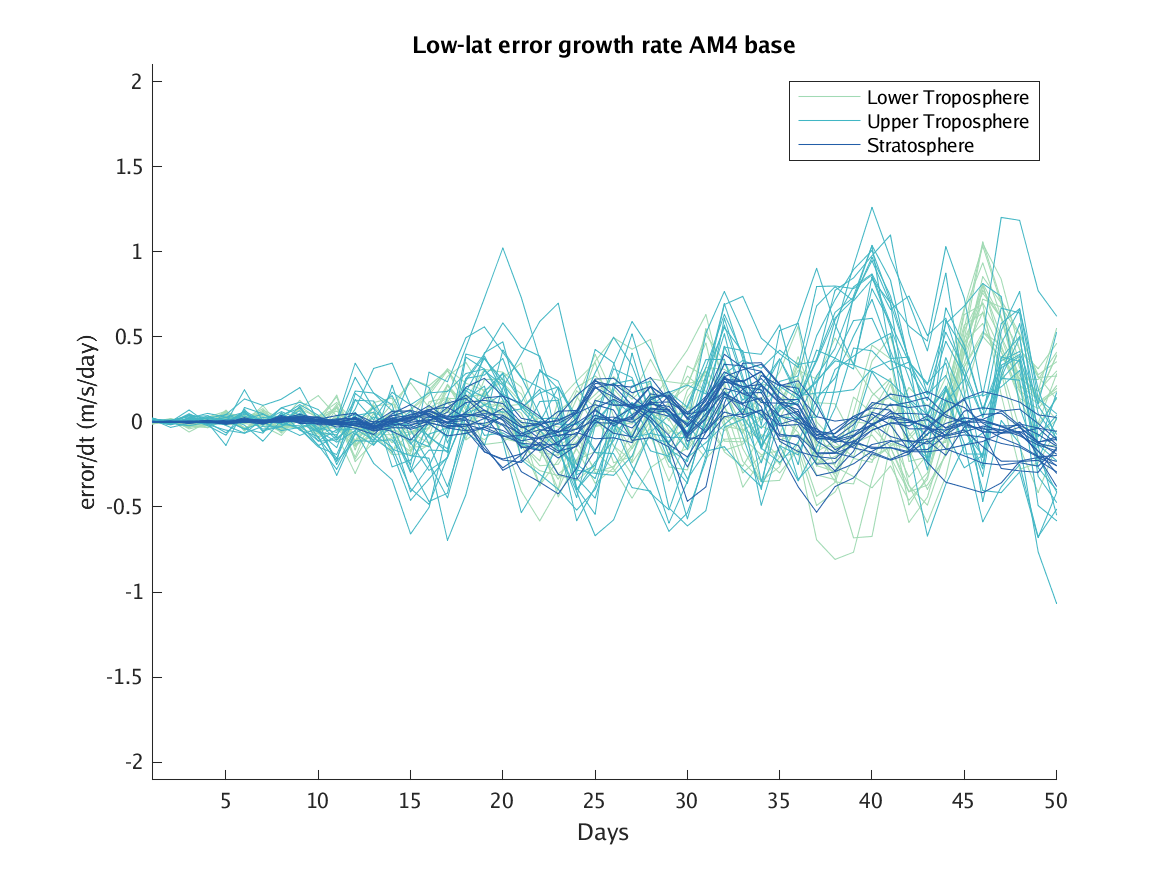 Low-lat error growth rate AM4 base
Lower Troposphere
Upper Troposphere
Stratosphere
error/dt (m/s/day)
2
1.5
1
0.5
0
-0.5
-1
-1.5
-2
5 10 15 20 25 30 35 40 45 50
Days